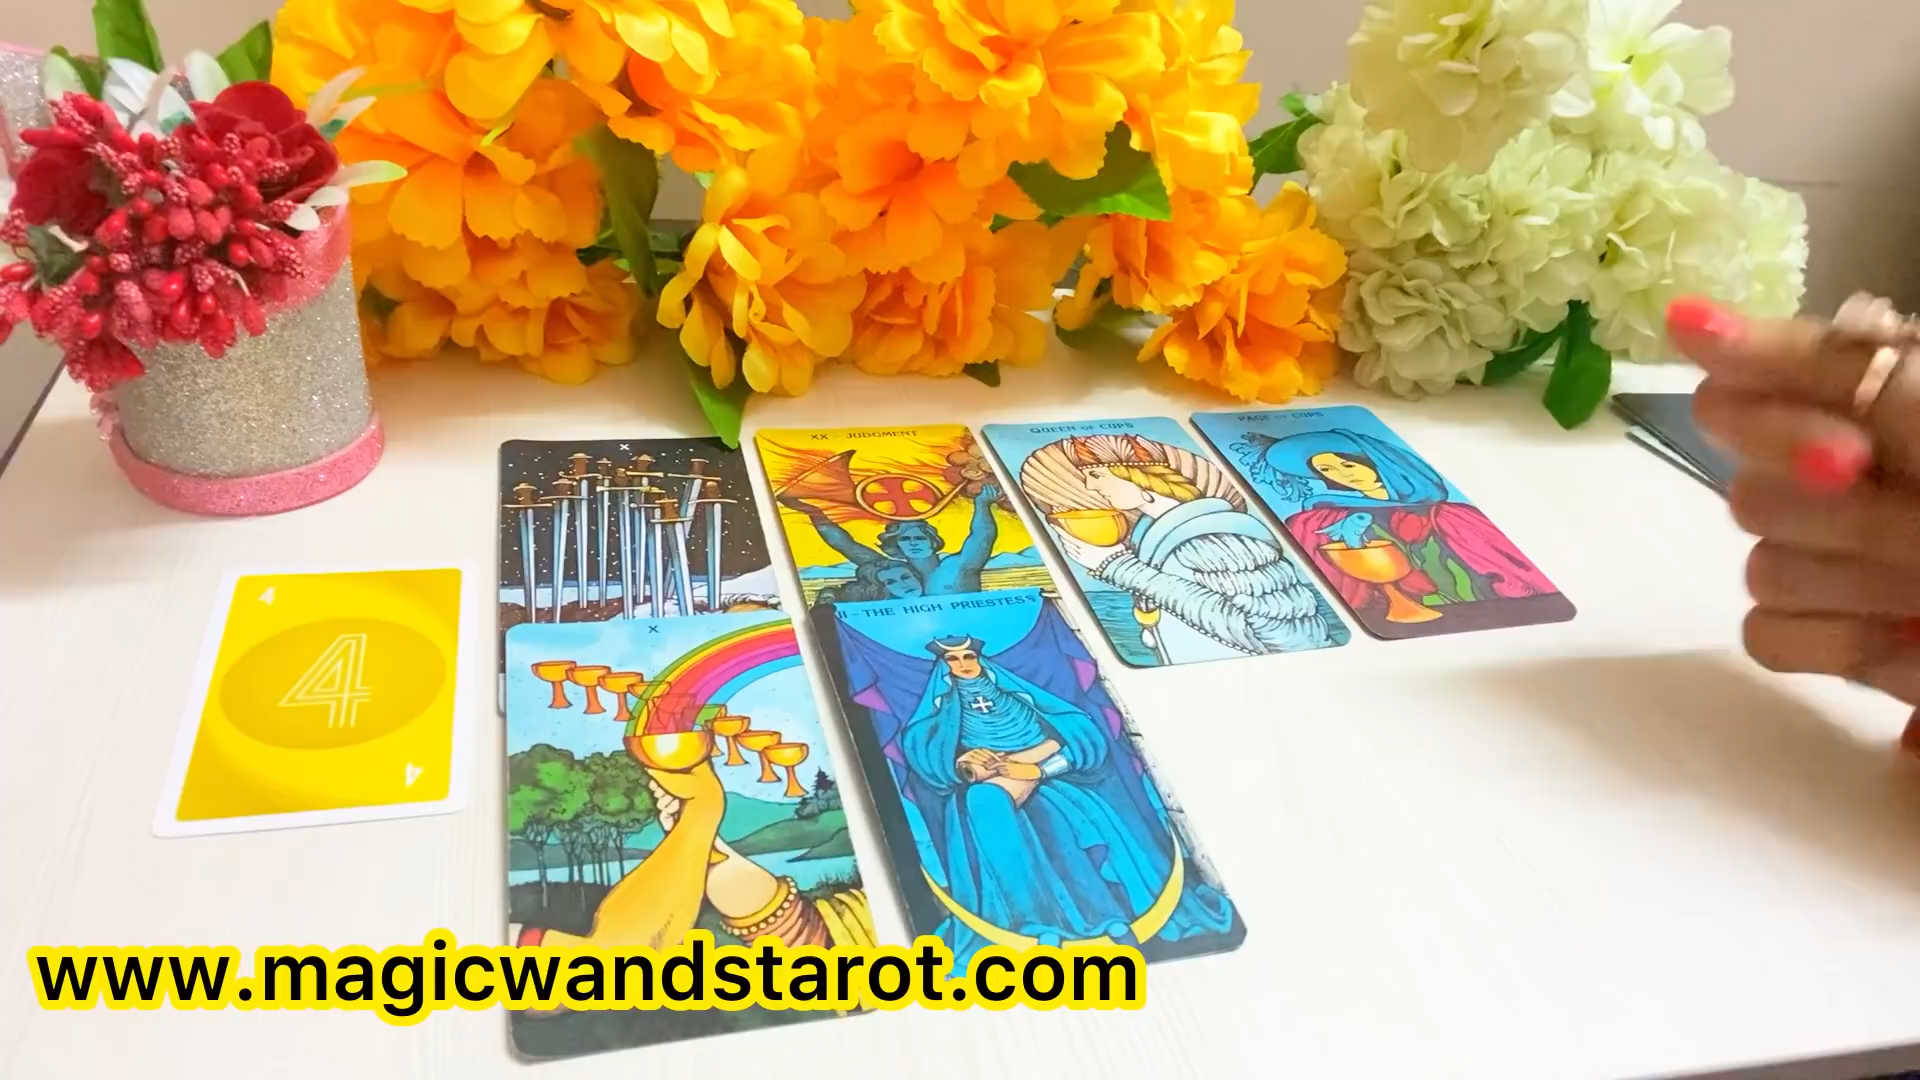 X
XX - JUDGMENT
QUEEN OF CUPS
PAGE OF CUPS
4
4
4
X
II - THE HIGH PRIESTESS
www.magicwandstarot.com